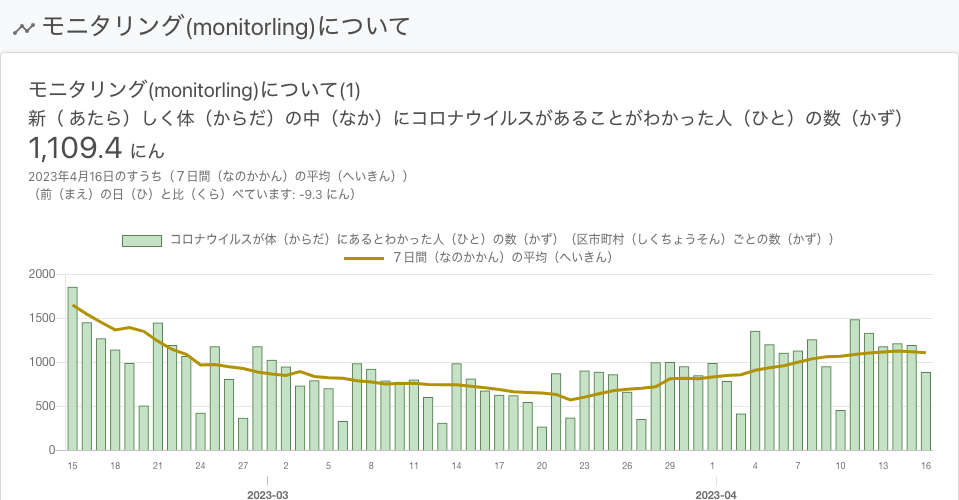 モニタリング(monitorling)について
モニタリング(monitorling)について(1)
新（ あたら）しく体（からだ）の中（なか）にコロナウイルスがあることがわかった人（ひと）の数（かず）
1,109.4 にん
2023年4月16日のすうち（７日間（なのかかん）の平均（へいきん））
（前（まえ）の日（ひ）と比（くら）べています: -9.3 にん）
コロナウイルスが体（からだ）にあるとわかった人（ひと）の数（かず）（区市町村（しくちょうそん）ごとの数（かず））
７日間（なのかかん）の平均（へいきん）
2000
1500
1000
500
0
15 18 21 24 27 2 5 8 11 14 17 20 23 26 29 1 4 7 10 13 16
2023-03 2023-04